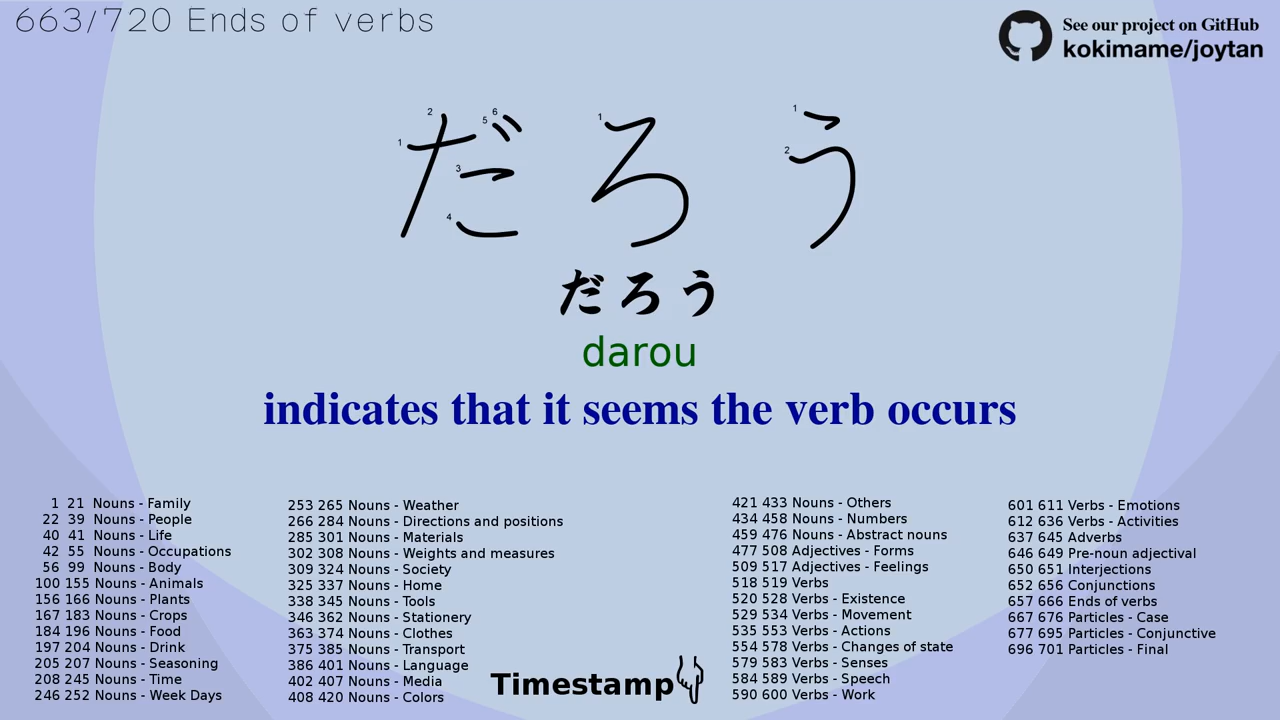 663/720 Ends of verbs
See our project on GitHub
kokimame/joytan
だろう
だろう
darou
indicates that it seems the verb occurs
1 21 Nouns - Family
22 39 Nouns - People
40 41 Nouns - Life
42 55 Nouns - Occupations
56 99 Nouns - Body
100 155 Nouns - Animals
156 166 Nouns - Plants
167 183 Nouns - Crops
184 196 Nouns - Food
197 204 Nouns - Drink
205 207 Nouns - Seasoning
208 245 Nouns - Time
246 252 Nouns - Week Days
253 265 Nouns - Weather
266 284 Nouns - Directions and positions
285 301 Nouns - Materials
302 308 Nouns - Weights and measures
309 324 Nouns - Society
325 337 Nouns - Home
338 345 Nouns - Tools
346 362 Nouns - Stationery
363 374 Nouns - Clothes
375 385 Nouns - Transport
386 401 Nouns - Language
402 407 Nouns - Media
408 420 Nouns - Colors
Timestamp
421 433 Nouns - Others
434 458 Nouns - Numbers
459 476 Nouns - Abstract nouns
477 508 Adjectives - Forms
509 517 Adjectives - Feelings
518 519 Verbs
520 528 Verbs - Existence
529 534 Verbs - Movement
535 553 Verbs - Actions
554 578 Verbs - Changes of state
579 583 Verbs - Senses
584 589 Verbs - Speech
590 600 Verbs - Work
601 611 Verbs - Emotions
612 636 Verbs - Activities
637 645 Adverbs
646 649 Pre-noun adjectival
650 651 Interjections
652 656 Conjunctions
657 666 Ends of verbs
667 676 Particles - Case
677 695 Particles - Conjunctive
696 701 Particles - Final